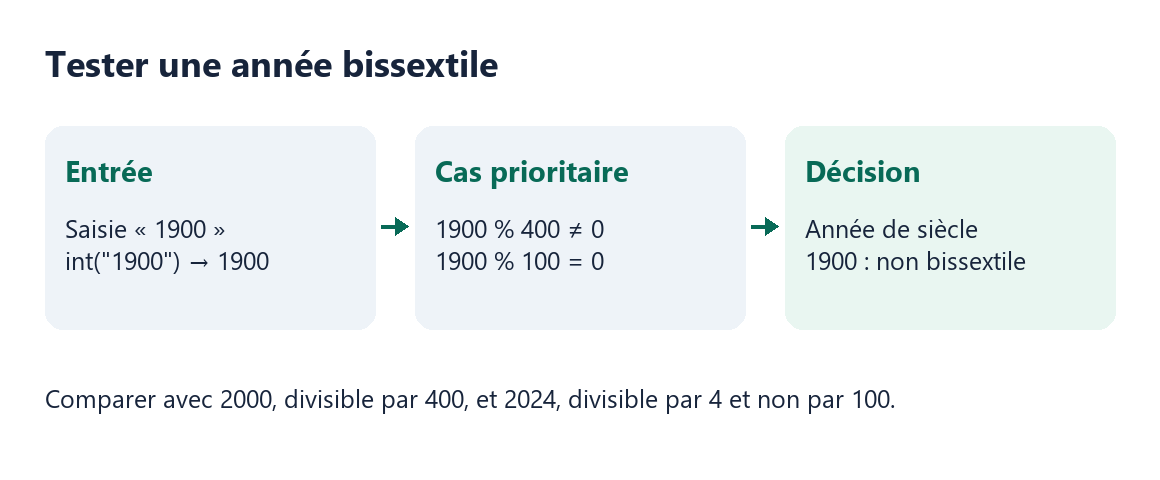 Tester une année bissextile
Entrée
Saisie « 1900 »
int("1900") → 1900
Cas prioritaire
1900 % 400 ≠ 0
1900 % 100 = 0
Décision
Année de siècle
1900 : non bissextile
Comparer avec 2000, divisible par 400, et 2024, divisible par 4 et non par 100.